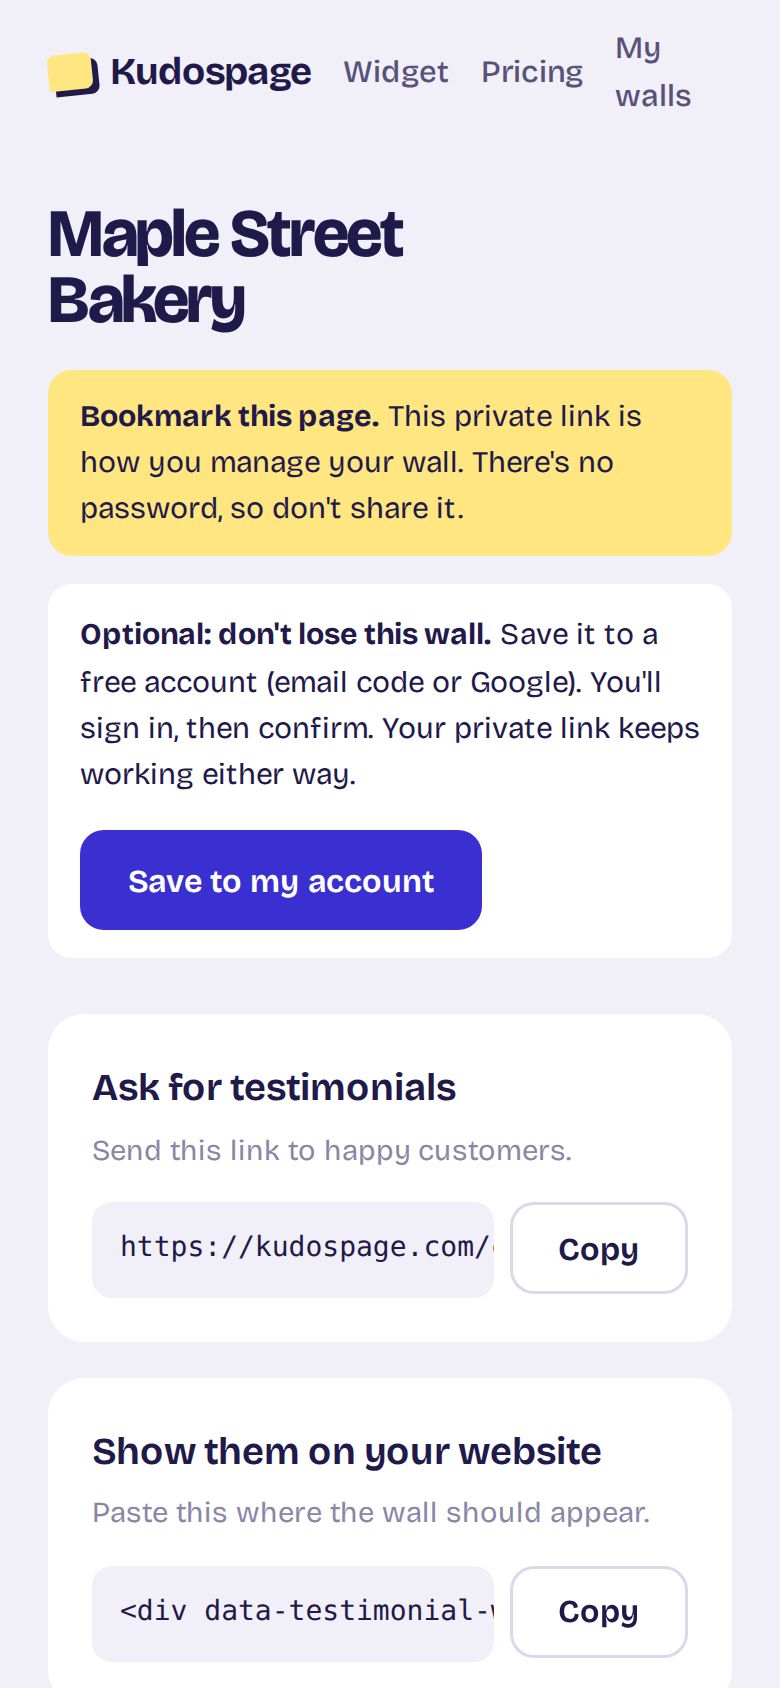 Kudospage Widget Pricing My walls
Maple Street
Bakery
Bookmark this page. This private link is
how you manage your wall. There's no
password, so don't share it.
Optional: don't lose this wall. Save it to a
free account (email code or Google). You'll
sign in, then confirm. Your private link keeps
working either way.
Save to my account
Ask for testimonials
Send this link to happy customers.
https://kudospage.com/ Copy
Show them on your website
Paste this where the wall should appear.
<div data-testimonial- Copy